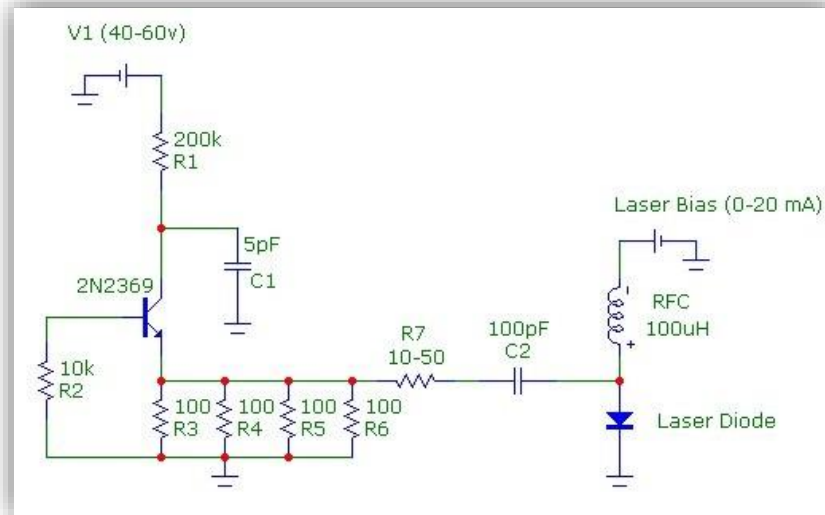 V1 (40-60v)
200k
R1
Laser Bias (0-20 mA)
5pF
C1
2N2369
RFC
100uH
-
+
R7
10-50
100pF
C2
10k
R2
100
R3
100
R4
100
R5
100
R6
Laser Diode